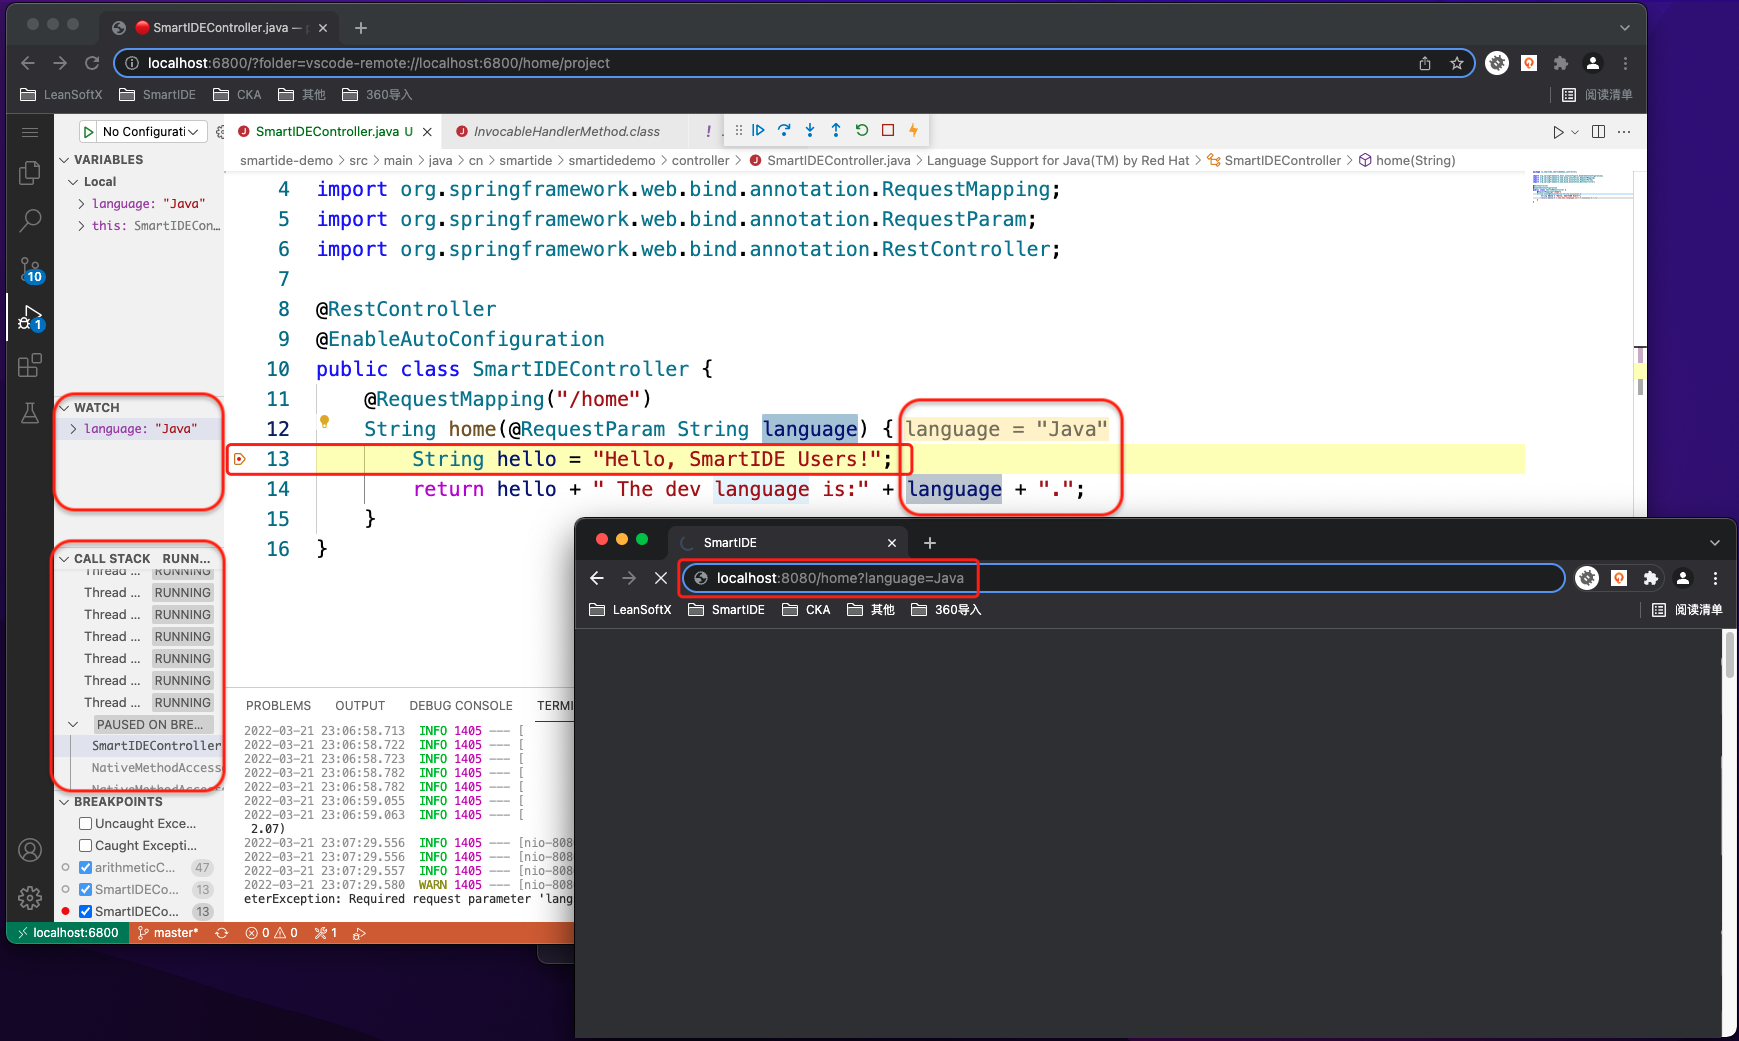 SmartIDEController.java —
localhost:6800/?folder=vscode-remote://localhost:6800/home/project
LeanSoftX SmartIDE CKA 其他 360导入 阅读清单
No Configurati SmartIDEController.java U InvocableHandlerMethod.class !
VARIABLES
Local
language: "Java"
this: SmartIDECon...
smartide-demo > src > main > java > cn > smartide > smartidedemo > controller > SmartIDEController.java > Language Support for Java(TM) by Red Hat > SmartIDEController > home(String)
4 import org.springframework.web.bind.annotation.RequestMapping;
5 import org.springframework.web.bind.annotation.RequestParam;
6 import org.springframework.web.bind.annotation.RestController;
7
8 @RestController
9 @EnableAutoConfiguration
10 public class SmartIDEController {
11 @RequestMapping("/home")
12 String home(@RequestParam String language) { language = "Java"
13 String hello = "Hello, SmartIDE Users!";
14 return hello + " The dev language is:" + language + ".";
15 }
16 }
10
1
WATCH
language: "Java"
CALL STACK RUNN...
Thread ... RUNNING
Thread ... RUNNING
Thread ... RUNNING
Thread ... RUNNING
Thread ... RUNNING
Thread ... RUNNING
Thread ... RUNNING
PAUSED ON BRE...
SmartIDEController
NativeMethodAccess
NativeMethodAccess
BREAKPOINTS
Uncaught Exce...
Caught Excepti...
arithmeticC... 47
SmartIDECo... 13
SmartIDECo... 13
PROBLEMS OUTPUT DEBUG CONSOLE TERMI
2022-03-21 23:06:58.713 INFO 1405 --- [
2022-03-21 23:06:58.722 INFO 1405 --- [
2022-03-21 23:06:58.723 INFO 1405 --- [
2022-03-21 23:06:58.782 INFO 1405 --- [
2022-03-21 23:06:58.782 INFO 1405 --- [
2022-03-21 23:06:59.055 INFO 1405 --- [
2022-03-21 23:06:59.063 INFO 1405 --- [
2.07)
2022-03-21 23:07:29.556 INFO 1405 --- [nio-808
2022-03-21 23:07:29.556 INFO 1405 --- [nio-808
2022-03-21 23:07:29.557 INFO 1405 --- [nio-808
2022-03-21 23:07:29.580 WARN 1405 --- [nio-808
eterException: Required request parameter 'lang
localhost:6800 master* 0 0 1
SmartIDE
localhost:8080/home?language=Java
LeanSoftX SmartIDE CKA 其他 360导入 阅读清单